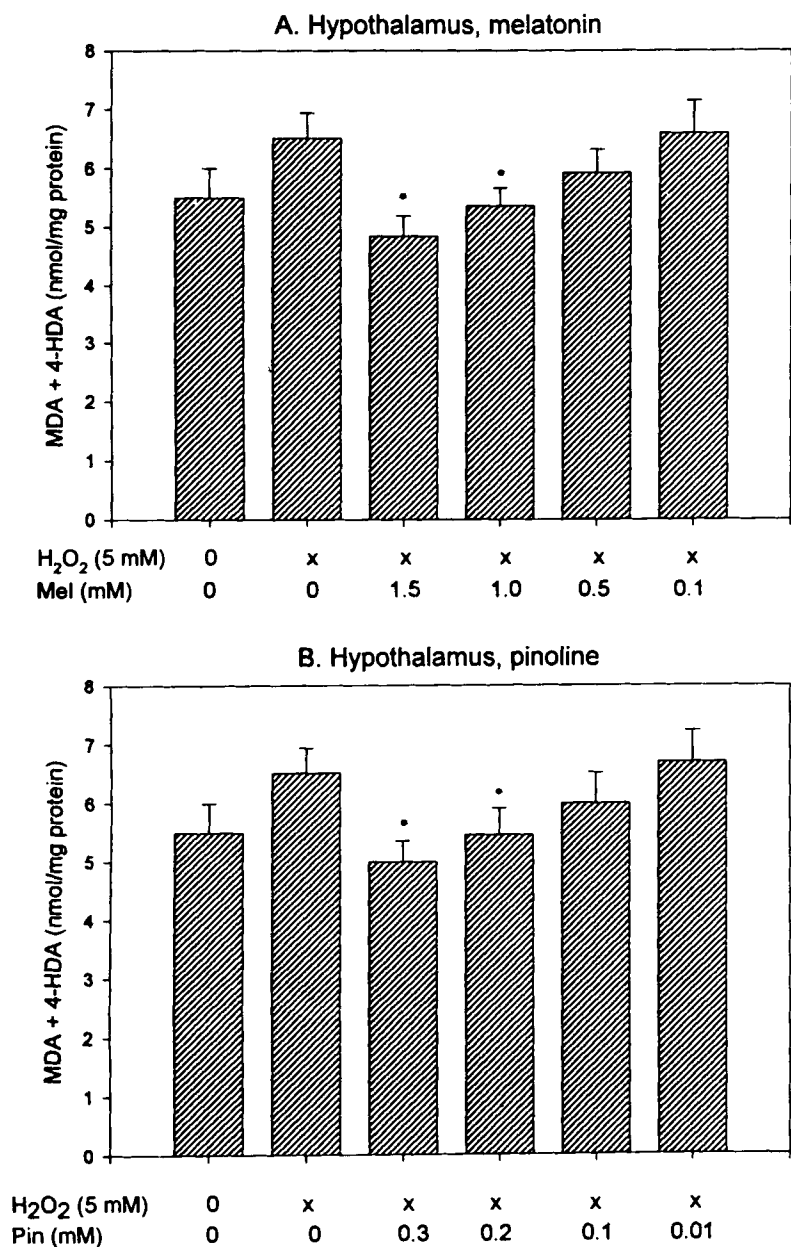 A. Hypothalamus, melatonin
8
7
6
5
4
3
2
1
0
MDA + 4-HDA (nmol/mg protein)
* *
H₂O₂ (5 mM) 0 x x x x x
Mel (mM) 0 0 1.5 1.0 0.5 0.1
B. Hypothalamus, pinoline
8
7
6
5
4
3
2
1
0
MDA + 4-HDA (nmol/mg protein)
* *
H₂O₂ (5 mM) 0 x x x x x
Pin (mM) 0 0 0.3 0.2 0.1 0.01